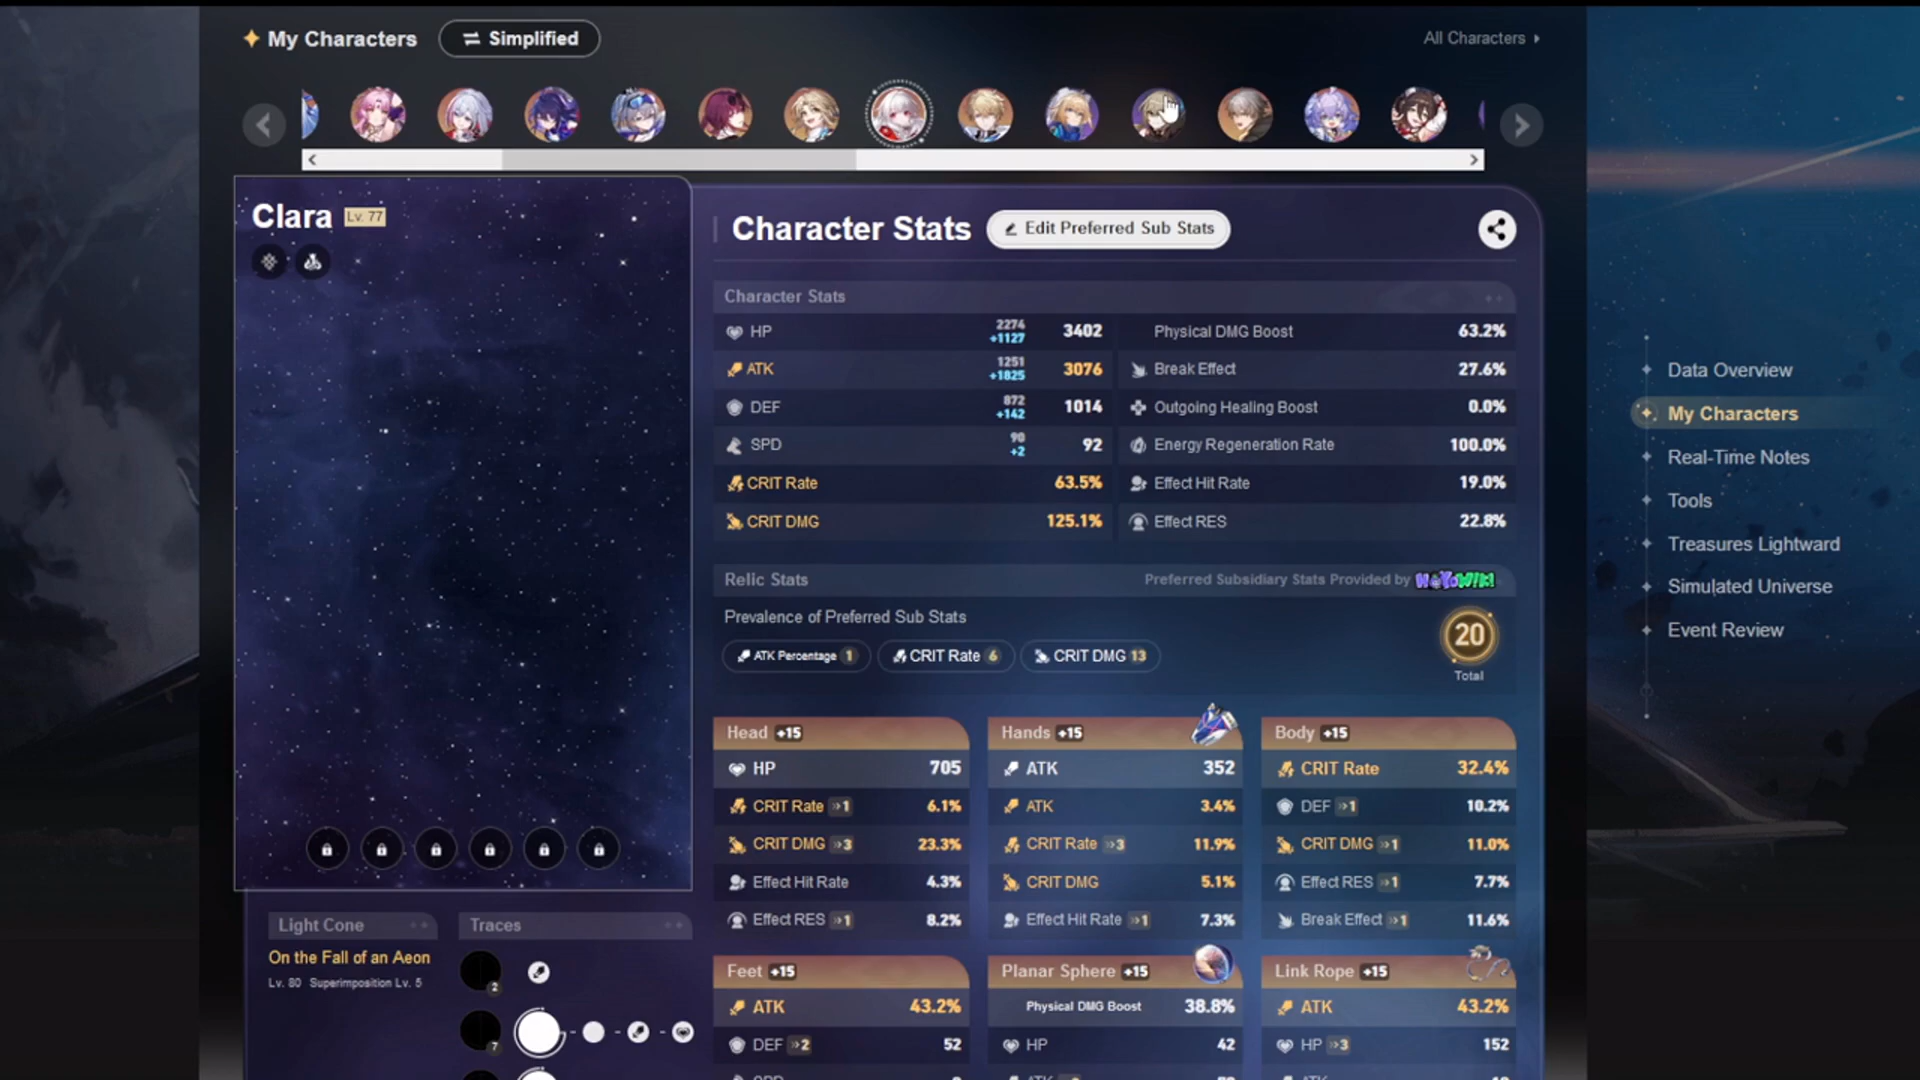 My Characters
Simplified
All Characters
Clara Lv. 77
Character Stats
Edit Preferred Sub Stats
Character Stats
HP 2274 +1127 3402
Physical DMG Boost 63.2%
ATK 1251 +1825 3076
Break Effect 27.6%
DEF 872 +142 1014
Outgoing Healing Boost 0.0%
SPD 90 +2 92
Energy Regeneration Rate 100.0%
CRIT Rate 63.5%
Effect Hit Rate 19.0%
CRIT DMG 125.1%
Effect RES 22.8%
Relic Stats
Preferred Subsidiary Stats Provided by HoYoWiki
Prevalence of Preferred Sub Stats
ATK Percentage 1
CRIT Rate 6
CRIT DMG 13
20
Total
Head +15
HP 705
CRIT Rate »1 6.1%
CRIT DMG »3 23.3%
Effect Hit Rate 4.3%
Effect RES »1 8.2%
Hands +15
ATK 352
ATK 3.4%
CRIT Rate »3 11.9%
CRIT DMG 5.1%
Effect Hit Rate »1 7.3%
Body +15
CRIT Rate 32.4%
DEF »1 10.2%
CRIT DMG »1 11.0%
Effect RES »1 7.7%
Break Effect »1 11.6%
Feet +15
ATK 43.2%
DEF »2 52
Planar Sphere +15
Physical DMG Boost 38.8%
HP 42
Link Rope +15
ATK 43.2%
HP »3 152
Light Cone
On the Fall of an Aeon
Lv. 80 Superimposition Lv. 5
Traces
2
7
Data Overview
My Characters
Real-Time Notes
Tools
Treasures Lightward
Simulated Universe
Event Review